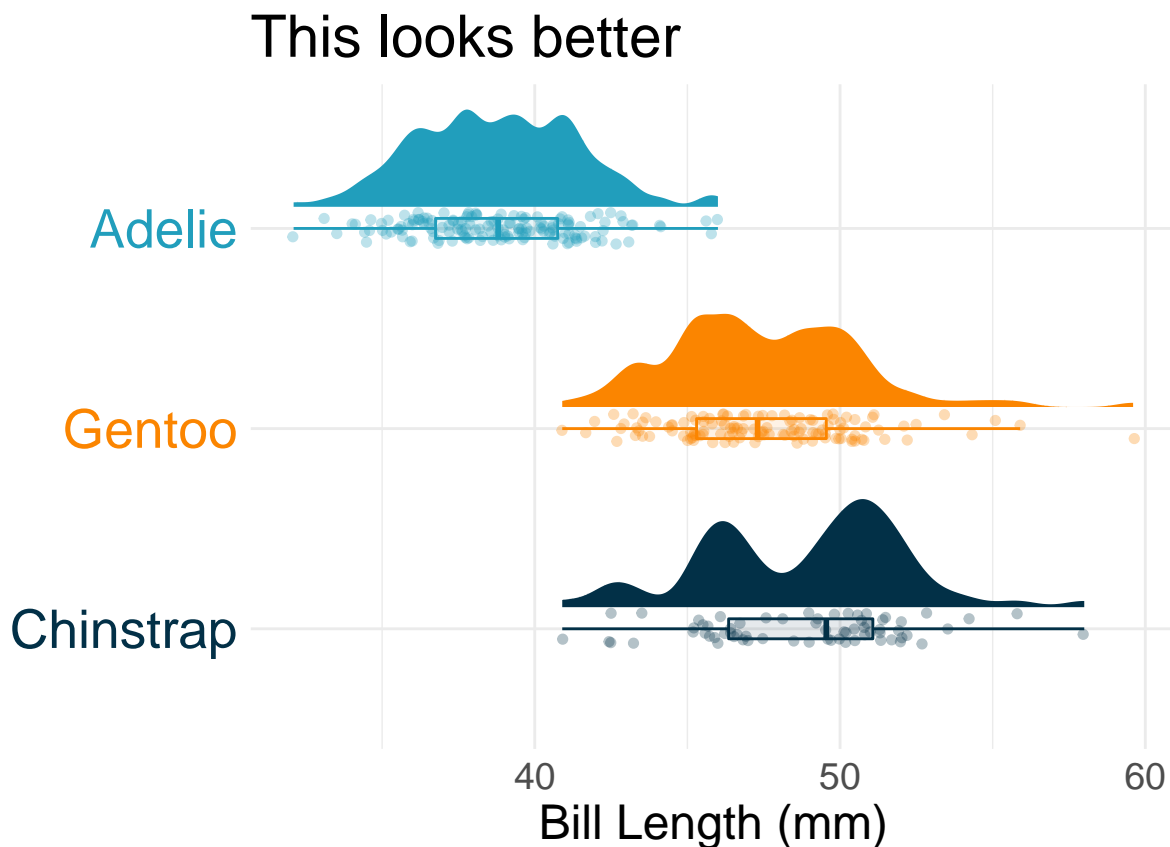 This looks better
Adelie
Gentoo
Chinstrap
40 50 60
Bill Length (mm)